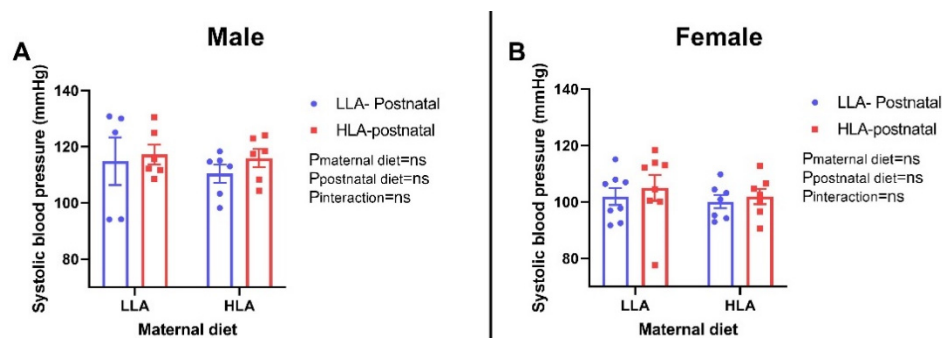 Male
A
Systolic blood pressure (mmHg)
140
120
100
80
LLA
HLA
Maternal diet
LLA- Postnatal
HLA-postnatal
Pmaternal diet=ns
Ppostnatal diet=ns
Pinteraction=ns
Female
B
Systolic blood pressure (mmHg)
140
120
100
80
LLA
HLA
Maternal diet
LLA- Postnatal
HLA-postnatal
Pmaternal diet=ns
Ppostnatal diet=ns
Pinteraction=ns